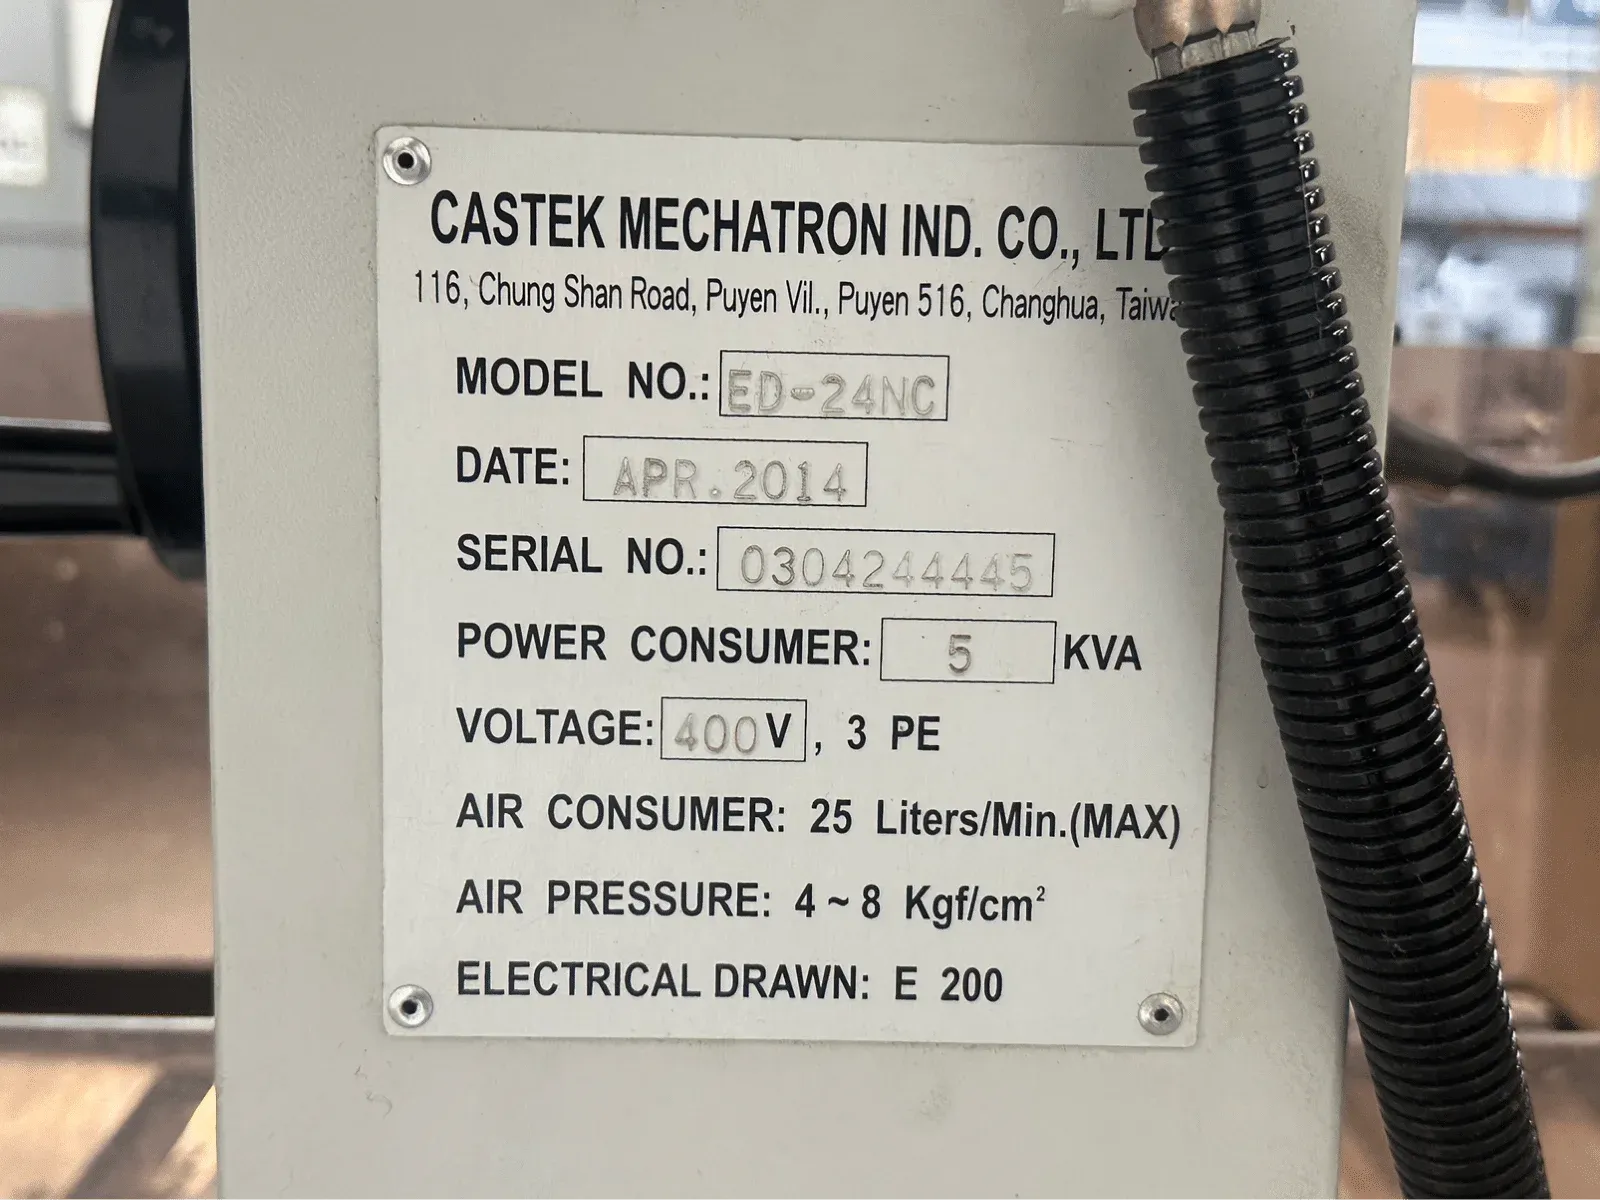 CASTEK MECHATRON IND. CO., LTD
116, Chung Shan Road, Puyen Vil., Puyen 516, Changhua, Taiwa
MODEL NO.: ED-24NC
DATE: APR.2014
SERIAL NO.: 0304244445
POWER CONSUMER: 5 KVA
VOLTAGE: 400V, 3 PE
AIR CONSUMER: 25 Liters/Min.(MAX)
AIR PRESSURE: 4~8 Kgf/cm²
ELECTRICAL DRAWN: E 200